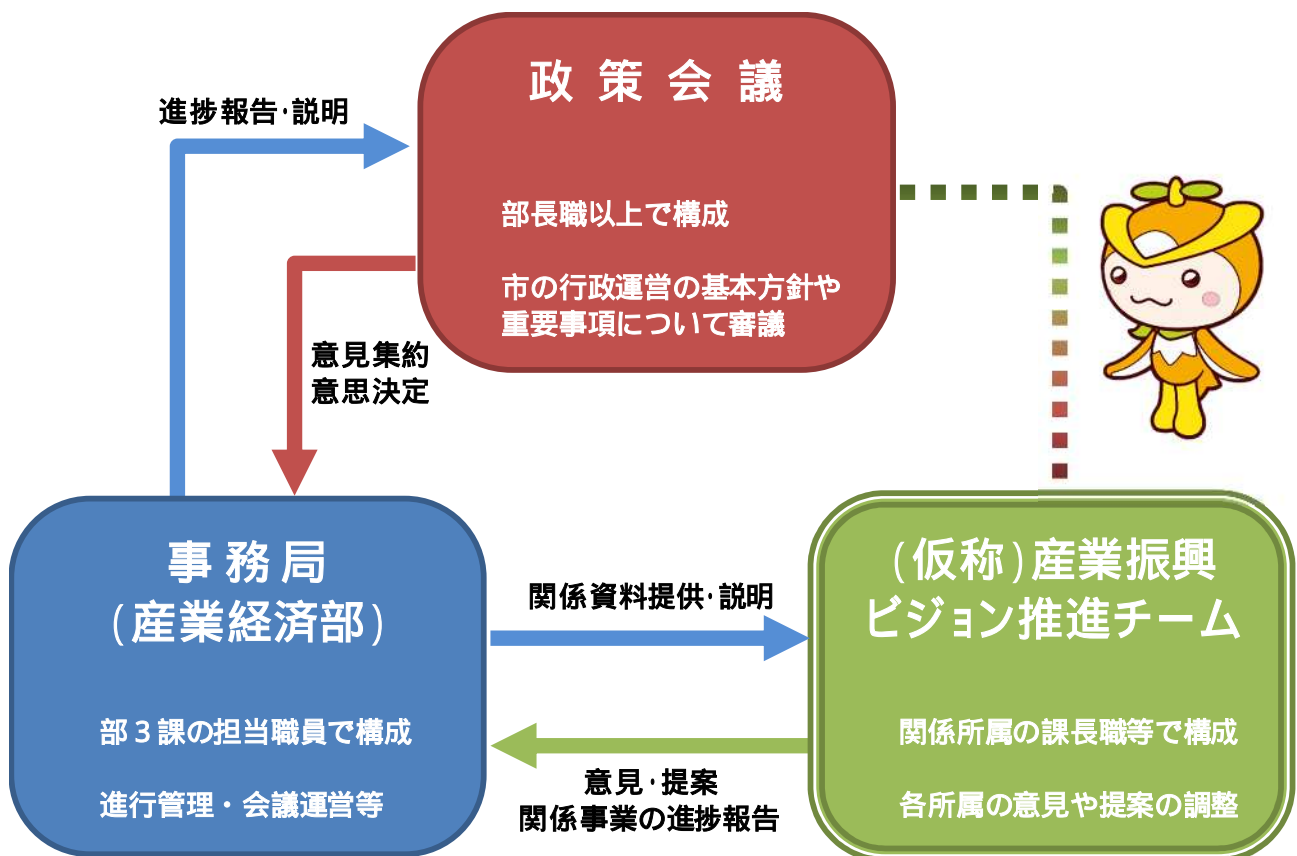 政策会議
進捗報告・説明
部長職以上で構成
市の行政運営の基本方針や
重要事項について審議
意見集約
意思決定
事務局
(産業経済部)
部３課の担当職員で構成
進行管理・会議運営等
関係資料提供・説明
意見・提案
関係事業の進捗報告
(仮称)産業振興
ビジョン推進チーム
関係所属の課長職等で構成
各所属の意見や提案の調整